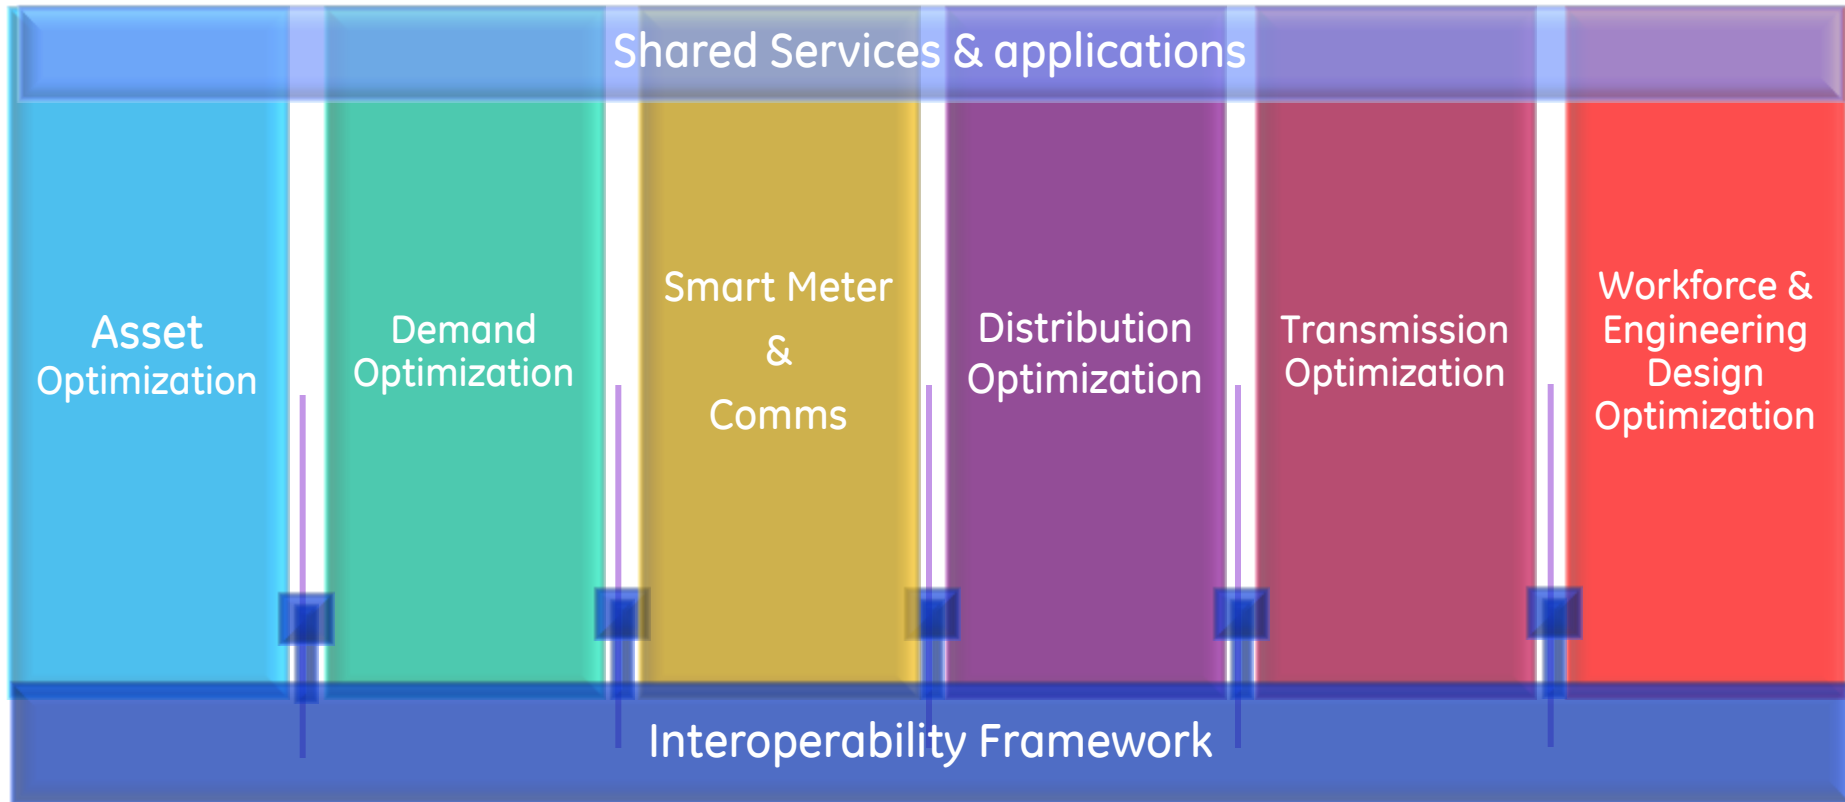 Shared Services & applications
Asset
Optimization
Demand
Optimization
Smart Meter
&
Comms
Distribution
Optimization
Transmission
Optimization
Workforce &
Engineering
Design
Optimization
Interoperability Framework